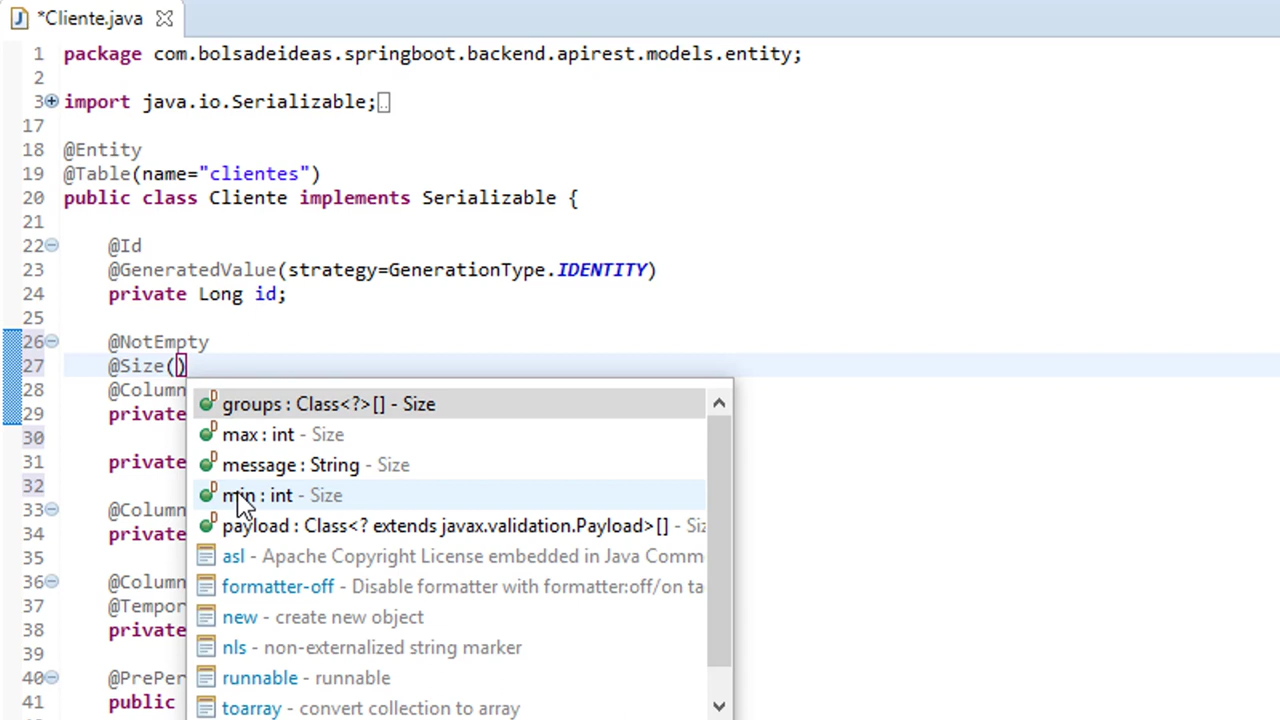 *Cliente.java
1 package com.bolsadeideas.springboot.backend.apirest.models.entity;
2
3 import java.io.Serializable;
17
18 @Entity
19 @Table(name="clientes")
20 public class Cliente implements Serializable {
21
22 @Id
23 @GeneratedValue(strategy=GenerationType.IDENTITY)
24 private Long id;
25
26 @NotEmpty
27 @Size()
28 @Column
29 private
30
31 private
32
33 @Column
34 private
35
36 @Column
37 @Tempor
38 private
39
40 @PrePer
41 public
groups : Class<?>[] - Size
max : int - Size
message : String - Size
min : int - Size
payload : Class<? extends javax.validation.Payload>[] - Siz
asl - Apache Copyright License embedded in Java Comm
formatter-off - Disable formatter with formatter:off/on ta
new - create new object
nls - non-externalized string marker
runnable - runnable
toarray - convert collection to array